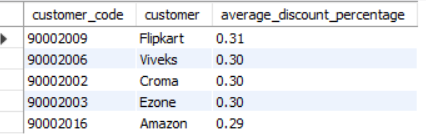 customer_code customer average_discount_percentage
90002009 Flipkart 0.31
90002006 Viveks 0.30
90002002 Croma 0.30
90002003 Ezone 0.30
90002016 Amazon 0.29